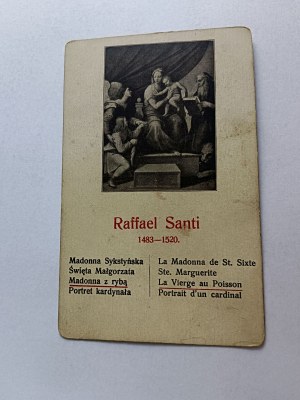 Raffael Santi
1483—1520.
Madonna Sykstyńska
Święta Małgorzata
Madonna z rybą
Portret kardynała
La Madonna de St. Sixte
Ste. Marguerite
La Vierge au Poisson
Portrait d'un cardinal